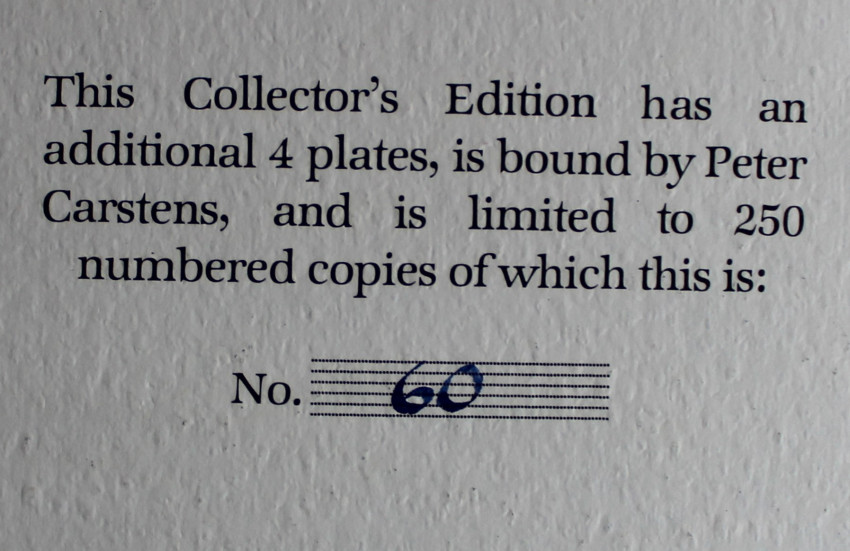 This Collector's Edition has an
additional 4 plates, is bound by Peter
Carstens, and is limited to 250
numbered copies of which this is:
No. 60